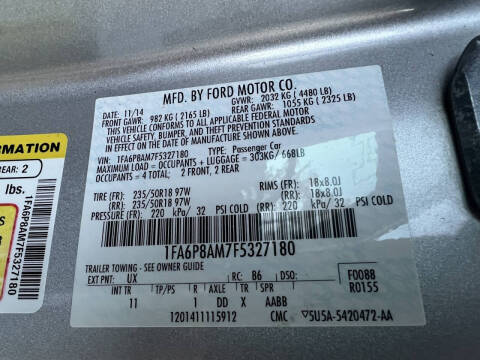 MFD. BY FORD MOTOR CO.
DATE: 11/14 GVWR: 2032 KG ( 4480 LB)
FRONT GAWR: 982 KG ( 2165 LB) REAR GAWR: 1055 KG ( 2325 LB)
THIS VEHICLE CONFORMS TO ALL APPLICABLE FEDERAL MOTOR
VEHICLE SAFETY, BUMPER, AND THEFT PREVENTION STANDARDS
IN EFFECT ON THE DATE OF MANUFACTURE SHOWN ABOVE.
VIN: 1FA6P8AM7F5327180 TYPE: Passenger Car
MAXIMUM LOAD = OCCUPANTS + LUGGAGE = 303KG/ 668LB
OCCUPANTS = 4 TOTAL: 2 FRONT, 2 REAR
TIRE (FR): 235/50R18 97W RIMS (FR): 18x8.0J
(RR): 235/50R18 97W (RR): 18x8.0J
PRESSURE (FR): 220 kPa/ 32 PSI COLD (RR): 220 kPa/ 32 PSI COLD
1FA6P8AM7F5327180
TRAILER TOWING - SEE OWNER GUIDE
EXT PNT: UX RC: B6 DSO: F0088
INT TR TP/PS R AXLE TR SPR R0155
11 1 DD X AABB
1201411115912 CMC 5U5A-5420472-AA
FORMATION
REAR: 2
lbs.
1FA6P8AM7F5327180